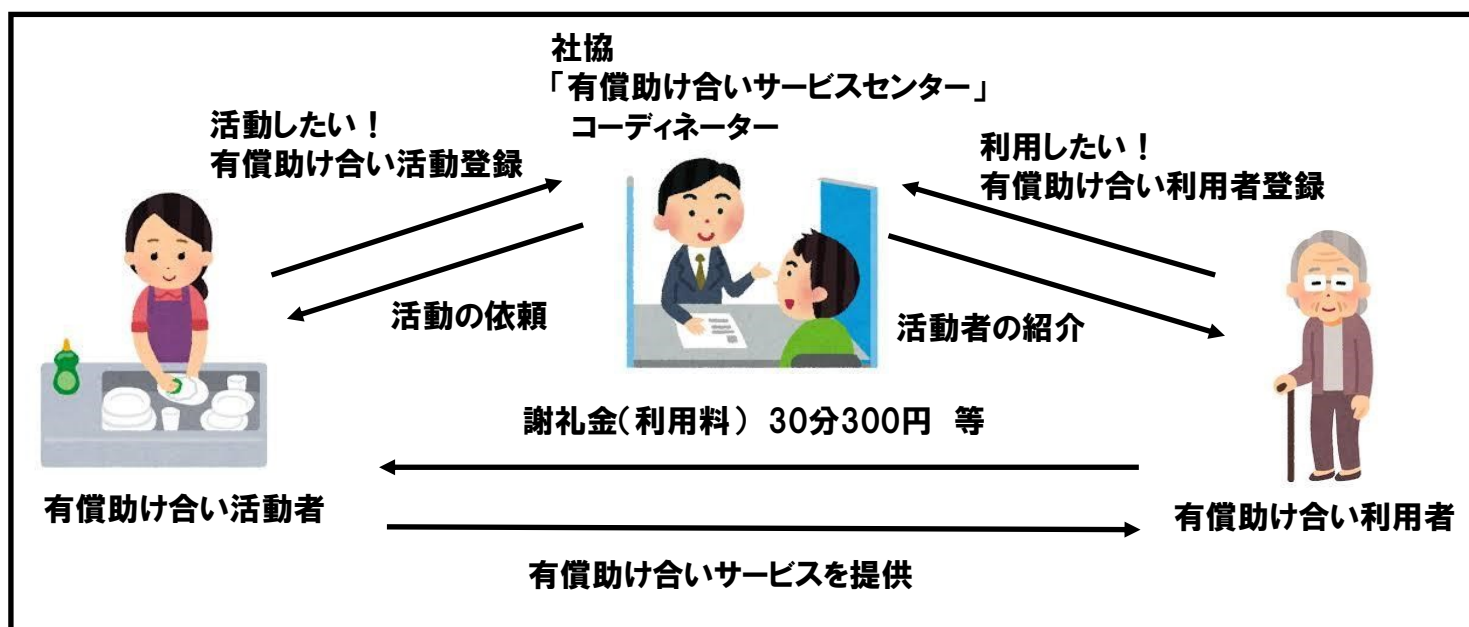 社協
「有償助け合いサービスセンター」
コーディネーター
活動したい！
有償助け合い活動登録
利用したい！
有償助け合い利用者登録
活動の依頼
活動者の紹介
謝礼金（利用料） 30分300円 等
有償助け合い活動者
有償助け合い利用者
有償助け合いサービスを提供